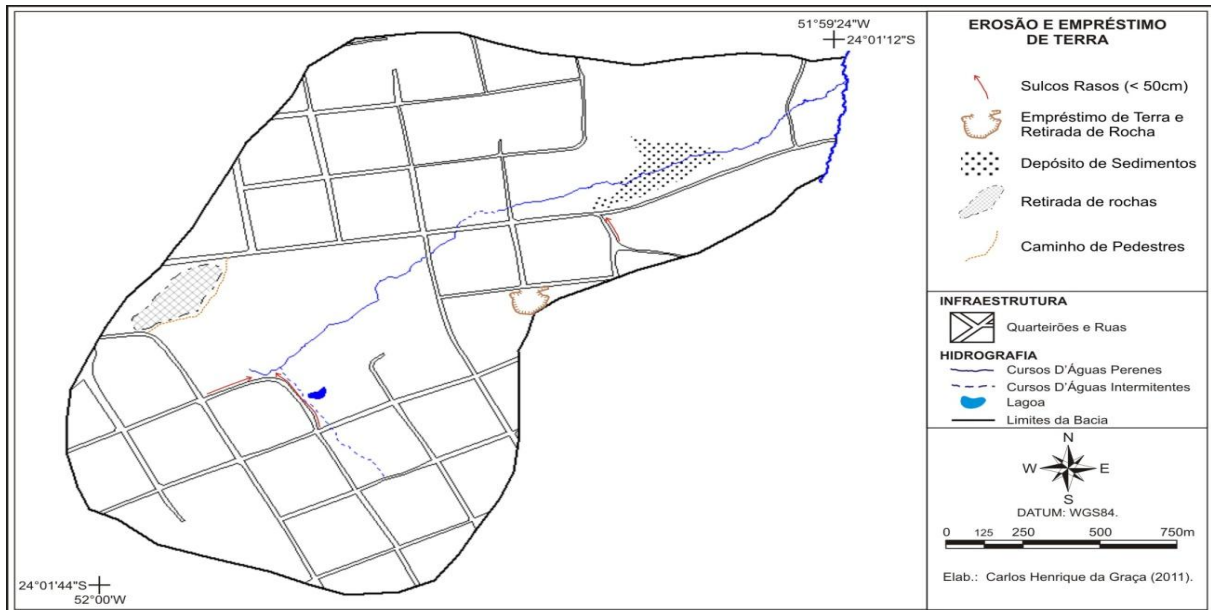 51°59'24"W
24°01'12"S
24°01'44"S
52°00'W
EROSÃO E EMPRÉSTIMO
DE TERRA
Sulcos Rasos (< 50cm)
Empréstimo de Terra e
Retirada de Rocha
Depósito de Sedimentos
Retirada de rochas
Caminho de Pedestres
INFRAESTRUTURA
Quarteirões e Ruas
HIDROGRAFIA
Cursos D'Águas Perenes
Cursos D'Águas Intermitentes
Lagoa
Limites da Bacia
N
W E
S
DATUM: WGS84.
0 125 250 500 750m
Elab.: Carlos Henrique da Graça (2011).